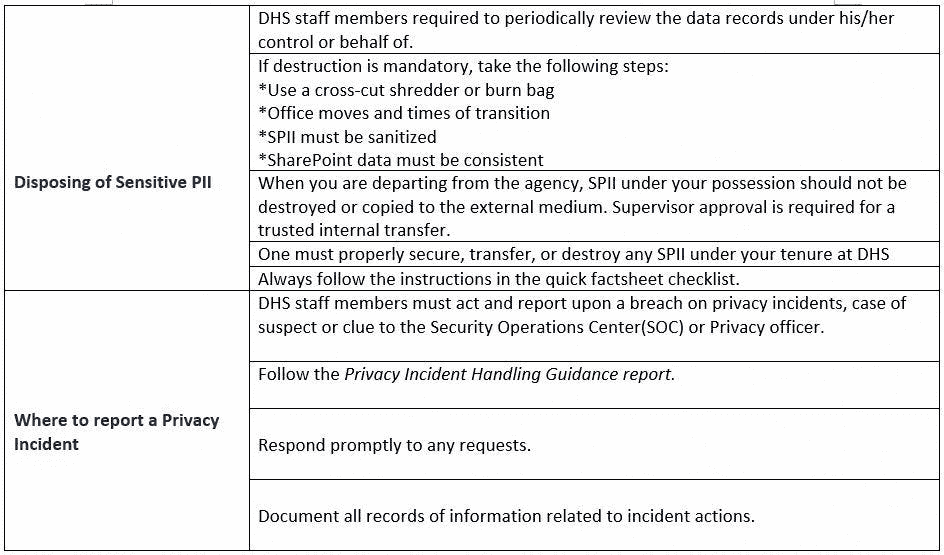 DHS staff members required to periodically review the data records under his/her
control or behalf of.
If destruction is mandatory, take the following steps:
*Use a cross-cut shredder or burn bag
*Office moves and times of transition
*SPII must be sanitized
*SharePoint data must be consistent
Disposing of Sensitive PII
When you are departing from the agency, SPII under your possession should not be
destroyed or copied to the external medium. Supervisor approval is required for a
trusted internal transfer.
One must properly secure, transfer, or destroy any SPII under your tenure at DHS
Always follow the instructions in the quick factsheet checklist.
DHS staff members must act and report upon a breach on privacy incidents, case of
suspect or clue to the Security Operations Center(SOC) or Privacy officer.
Follow the Privacy Incident Handling Guidance report.
Where to report a Privacy
Incident
Respond promptly to any requests.
Document all records of information related to incident actions.